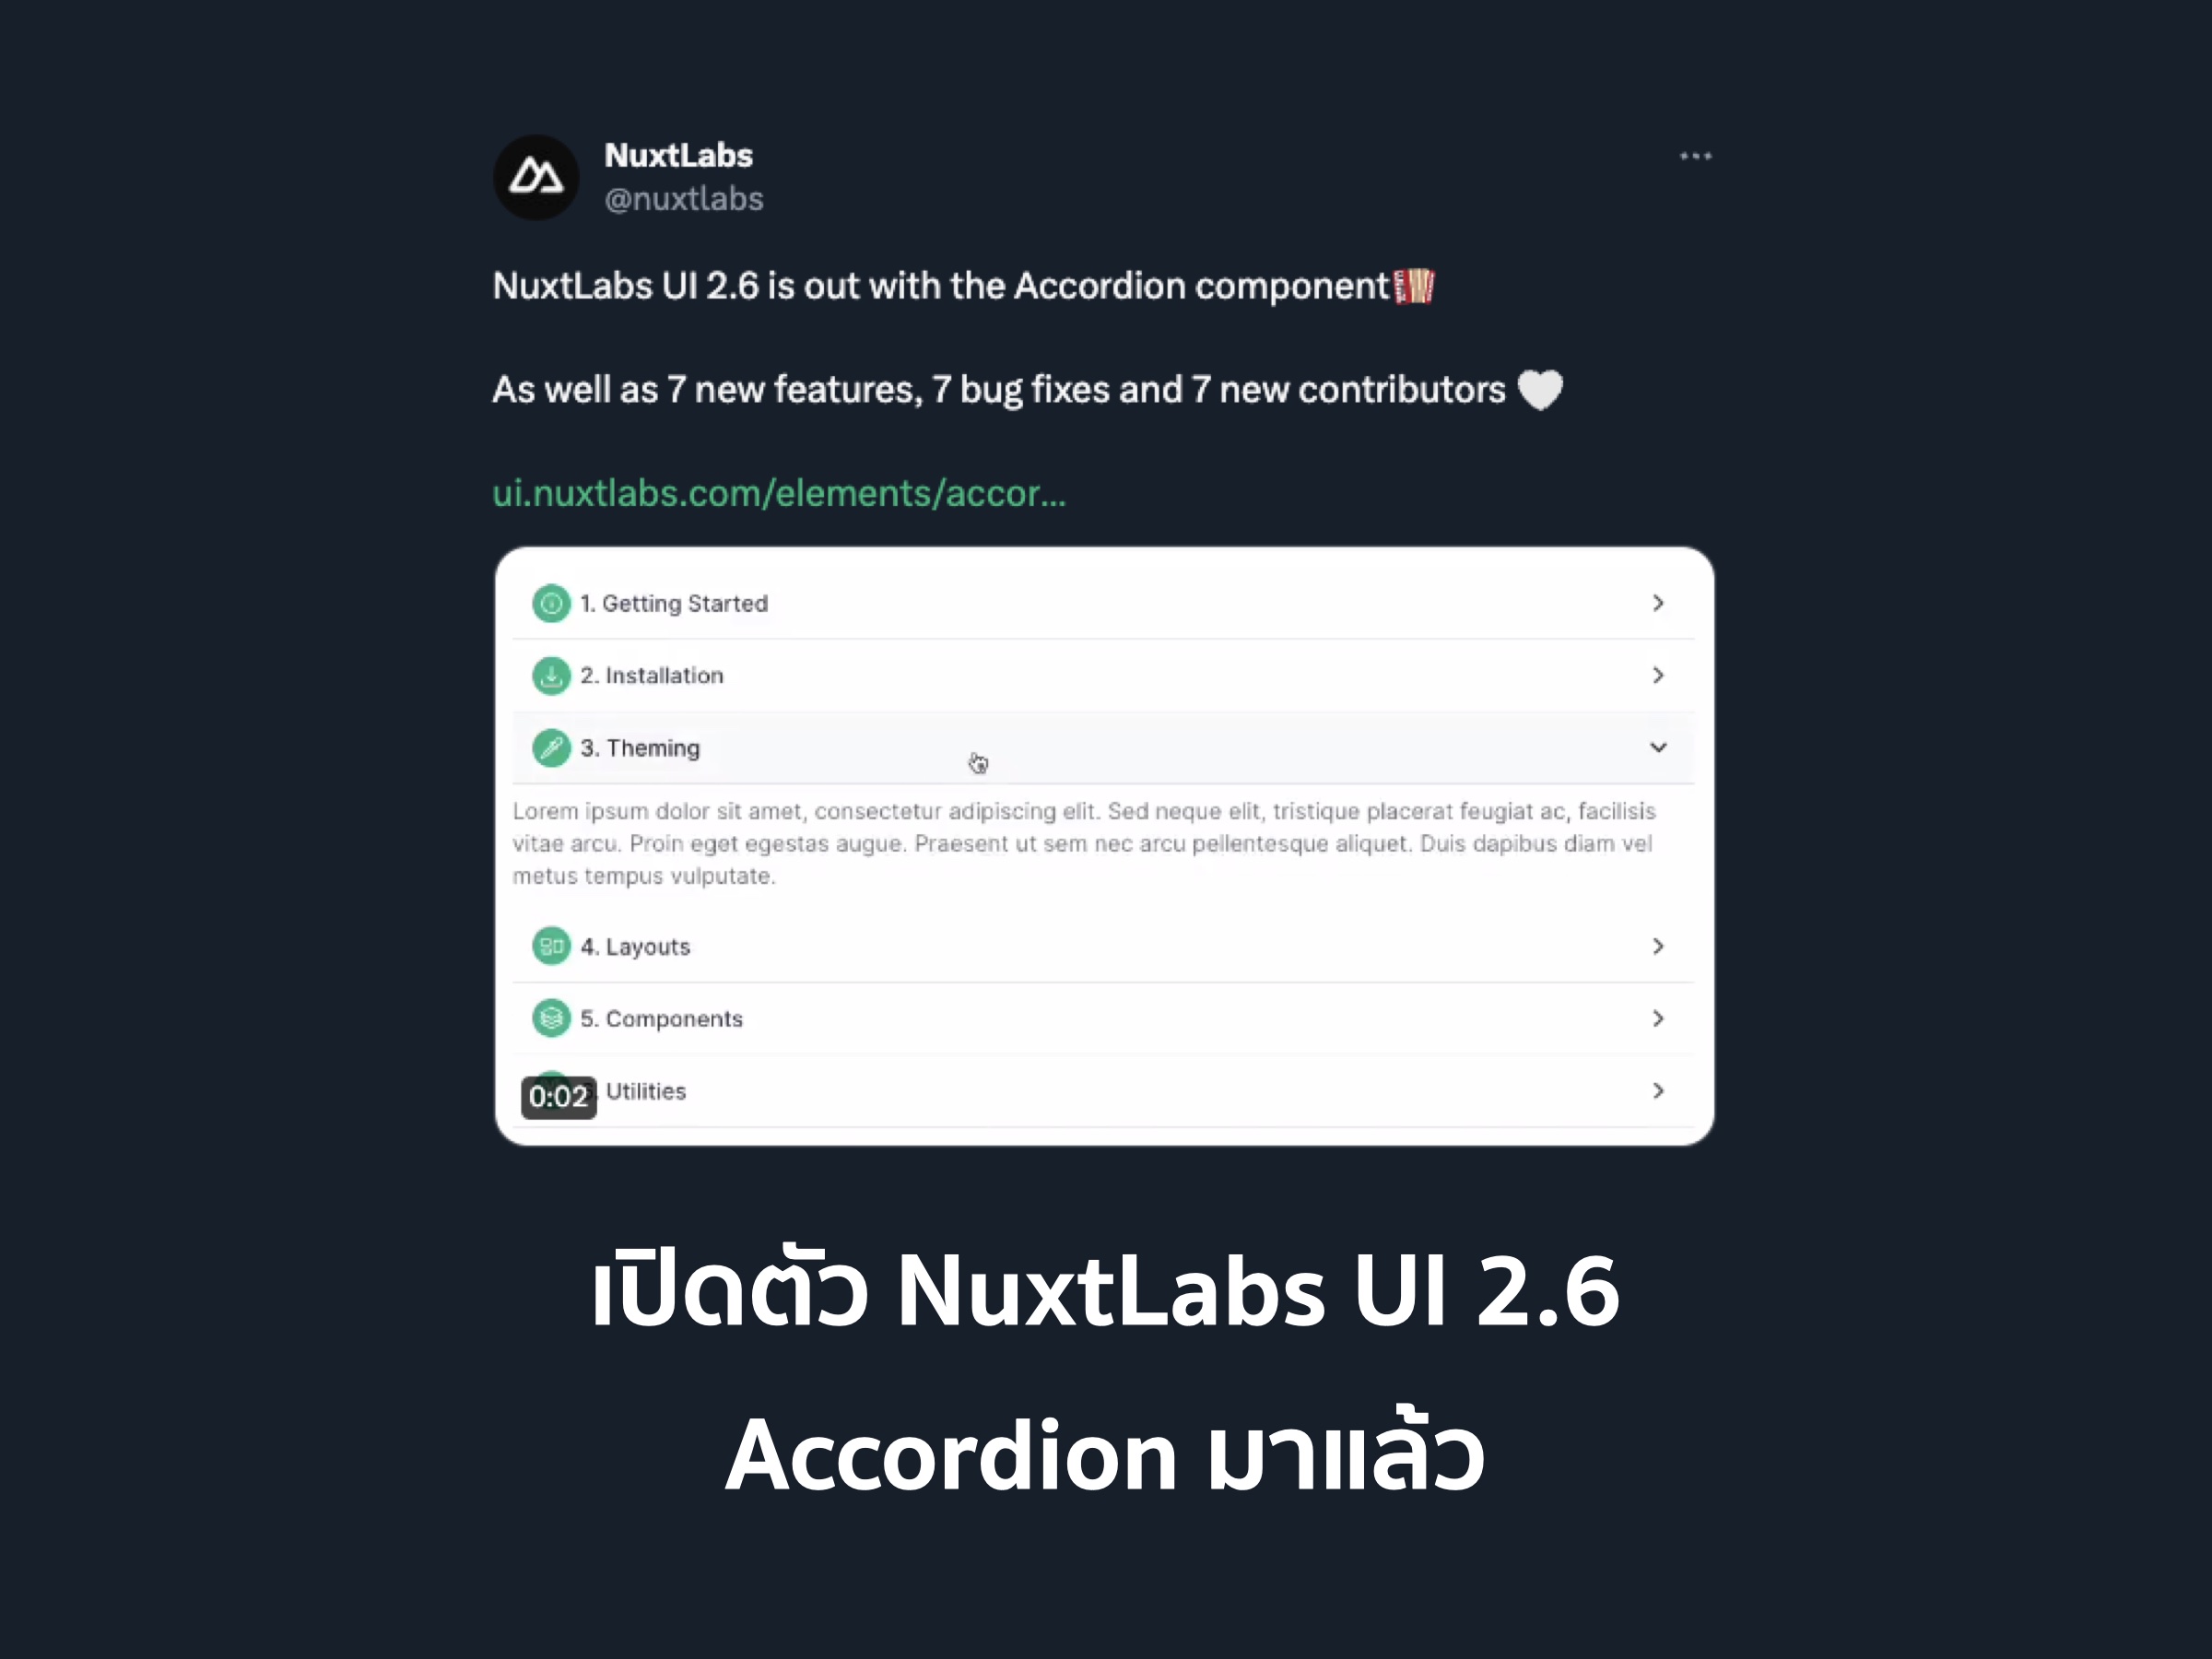 NuxtLabs
@nuxtlabs
NuxtLabs UI 2.6 is out with the Accordion component🪗
As well as 7 new features, 7 bug fixes and 7 new contributors 🤍
ui.nuxtlabs.com/elements/accor...
1. Getting Started
2. Installation
3. Theming
Lorem ipsum dolor sit amet, consectetur adipiscing elit. Sed neque elit, tristique placerat feugiat ac, facilisis
vitae arcu. Proin eget egestas augue. Praesent ut sem nec arcu pellentesque aliquet. Duis dapibus diam vel
metus tempus vulputate.
4. Layouts
5. Components
6. Utilities
0:02
เปิดตัว NuxtLabs UI 2.6
Accordion มาแล้ว